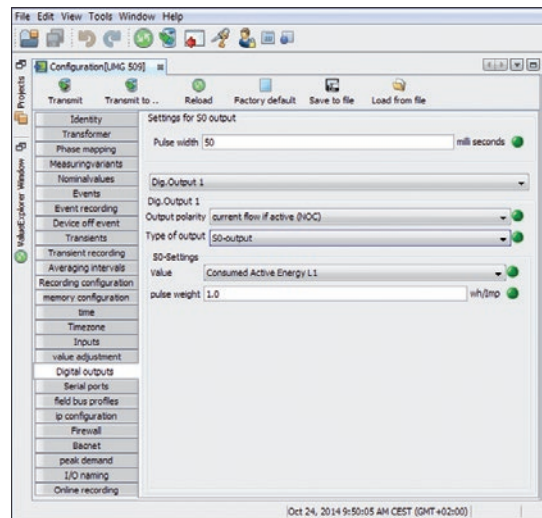 File Edit View Tools Window Help
Configuration[UMG 509]
Projects
ValuesExplorer Window
Transmit
Transmit to ..
Reload
Factory default
Save to file
Load from file
Identity
Transformer
Phase mapping
Measuringvariants
Nominalvalues
Events
Event recording
Device off event
Transients
Transient recording
Averaging intervals
Recording configuration
memory configuration
time
Timezone
Inputs
value adjustment
Digital outputs
Serial ports
field bus profiles
ip configuration
Firewall
Bacnet
peak demand
I/O naming
Online recording
Settings for S0 output
Pulse width 50 milli seconds
Dig.Output 1
Dig.Output 1
Output polarity current flow if active (NOC)
Type of output S0-output
S0-Settings
Value Consumed Active Energy L1
pulse weight 1.0 wh/Imp
Oct 24, 2014 9:50:05 AM CEST (GMT+02:00)